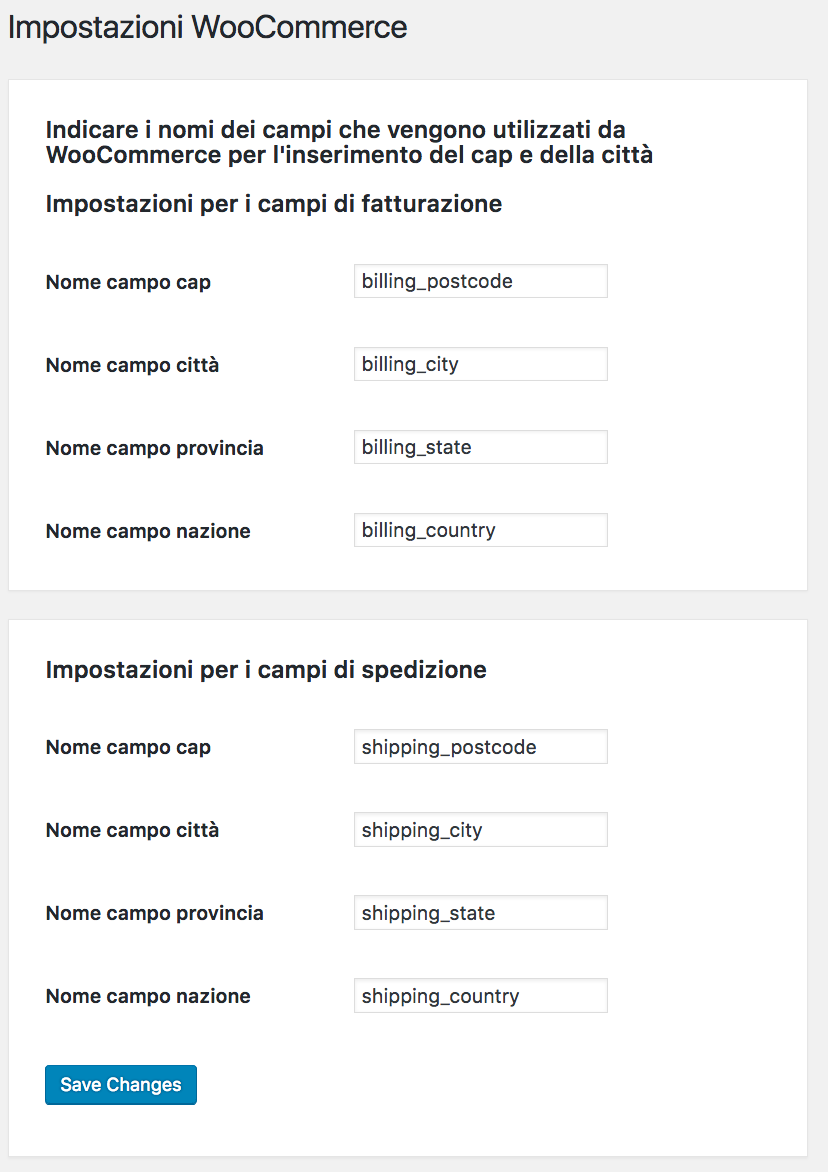 Impostazioni WooCommerce
Indicare i nomi dei campi che vengono utilizzati da
WooCommerce per l'inserimento del cap e della città
Impostazioni per i campi di fatturazione
Nome campo cap billing_postcode
Nome campo città billing_city
Nome campo provincia billing_state
Nome campo nazione billing_country
Impostazioni per i campi di spedizione
Nome campo cap shipping_postcode
Nome campo città shipping_city
Nome campo provincia shipping_state
Nome campo nazione shipping_country
Save Changes